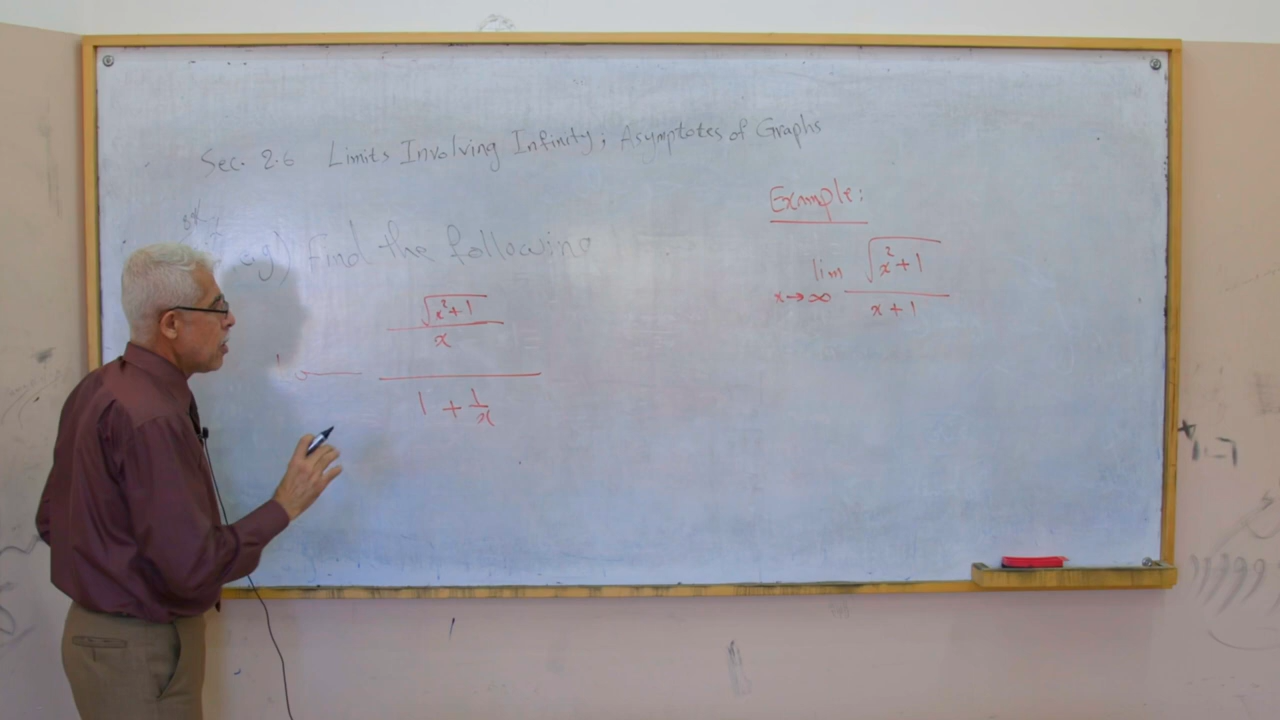 Sec. 2.6 Limits Involving Infinity; Asymptotes of Graphs
eg) Find the following
√x²+1
x
1 + 1/x
Example:
lim x→∞ √x²+1 / x+1